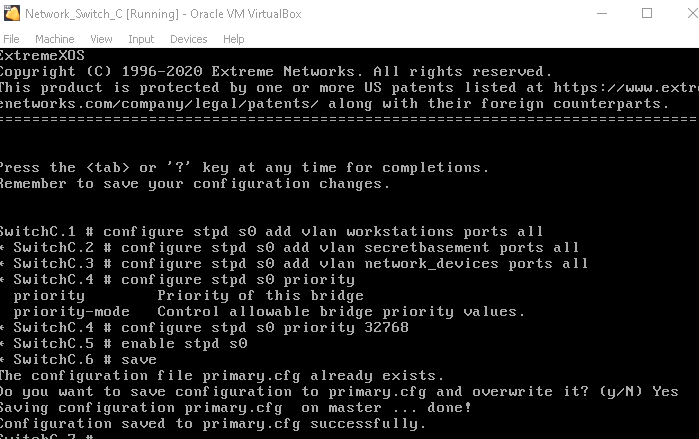 Network_Switch_C [Running] - Oracle VM VirtualBox
File Machine View Input Devices Help
ExtremeXOS
Copyright (C) 1996-2020 Extreme Networks. All rights reserved.
This product is protected by one or more US patents listed at https://www.extr
enetworks.com/company/legal/patents/ along with their foreign counterparts.
==============================================================================
Press the <tab> or '?' key at any time for completions.
Remember to save your configuration changes.
SwitchC.1 # configure stpd s0 add vlan workstations ports all
* SwitchC.2 # configure stpd s0 add vlan secretbasement ports all
* SwitchC.3 # configure stpd s0 add vlan network_devices ports all
* SwitchC.4 # configure stpd s0 priority
priority Priority of this bridge
priority-mode Control allowable bridge priority values.
* SwitchC.4 # configure stpd s0 priority 32768
* SwitchC.5 # enable stpd s0
* SwitchC.6 # save
The configuration file primary.cfg already exists.
Do you want to save configuration to primary.cfg and overwrite it? (y/N) Yes
Saving configuration primary.cfg on master ... done!
Configuration saved to primary.cfg successfully.
SwitchC.7 #